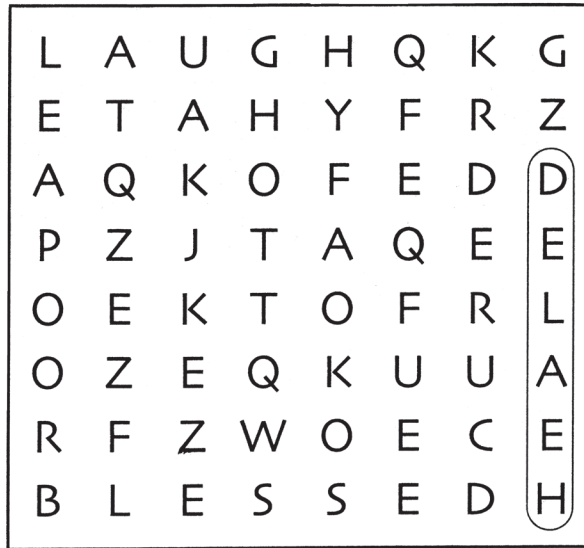 L A U G H Q K G
E T A H Y F R Z
A Q K O F E D D
P Z J T A Q E E
O E K T O F R L
O Z E Q K U U A
R F Z W O E C E
B L E S S E D H